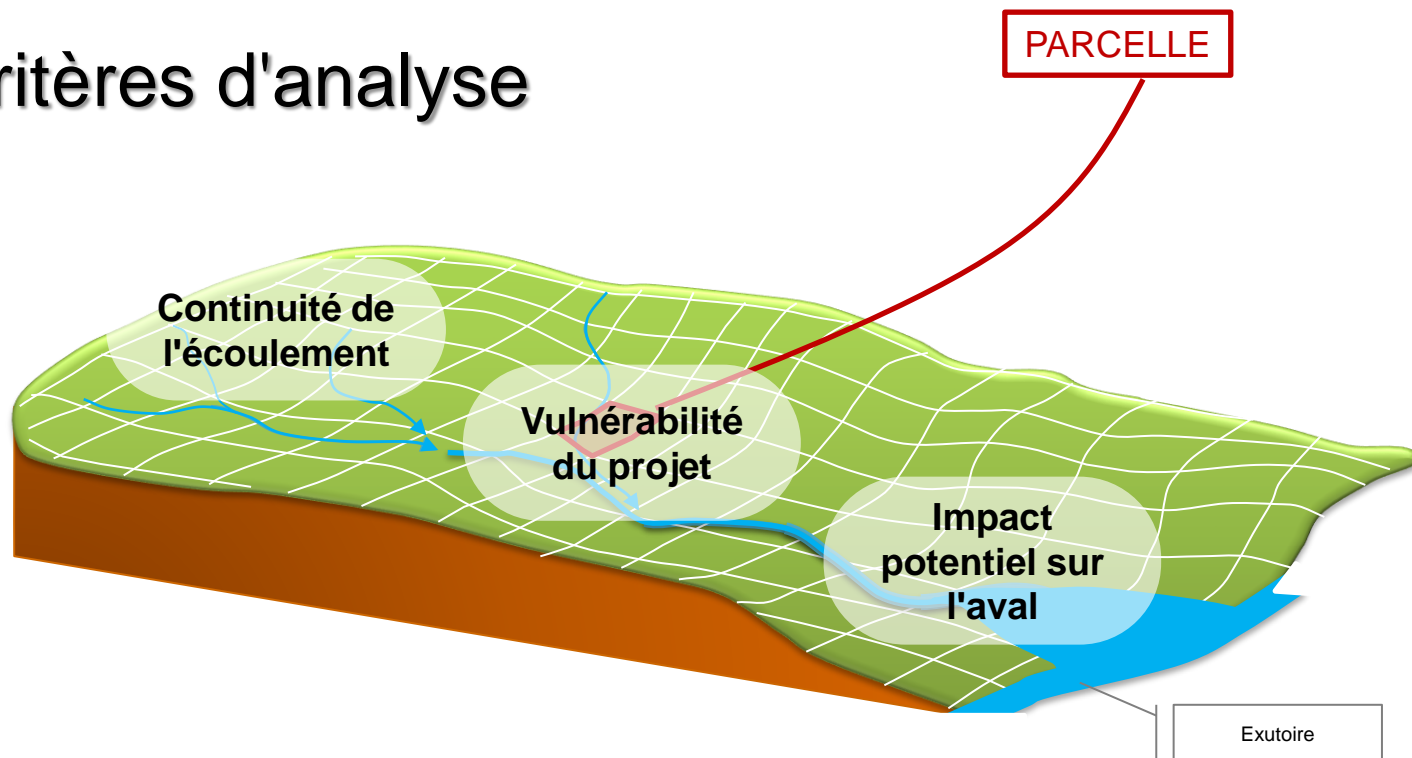 ritères d'analyse
PARCELLE
Continuité de
l'écoulement
Vulnérabilité
du projet
Impact
potentiel sur
l'aval
Exutoire